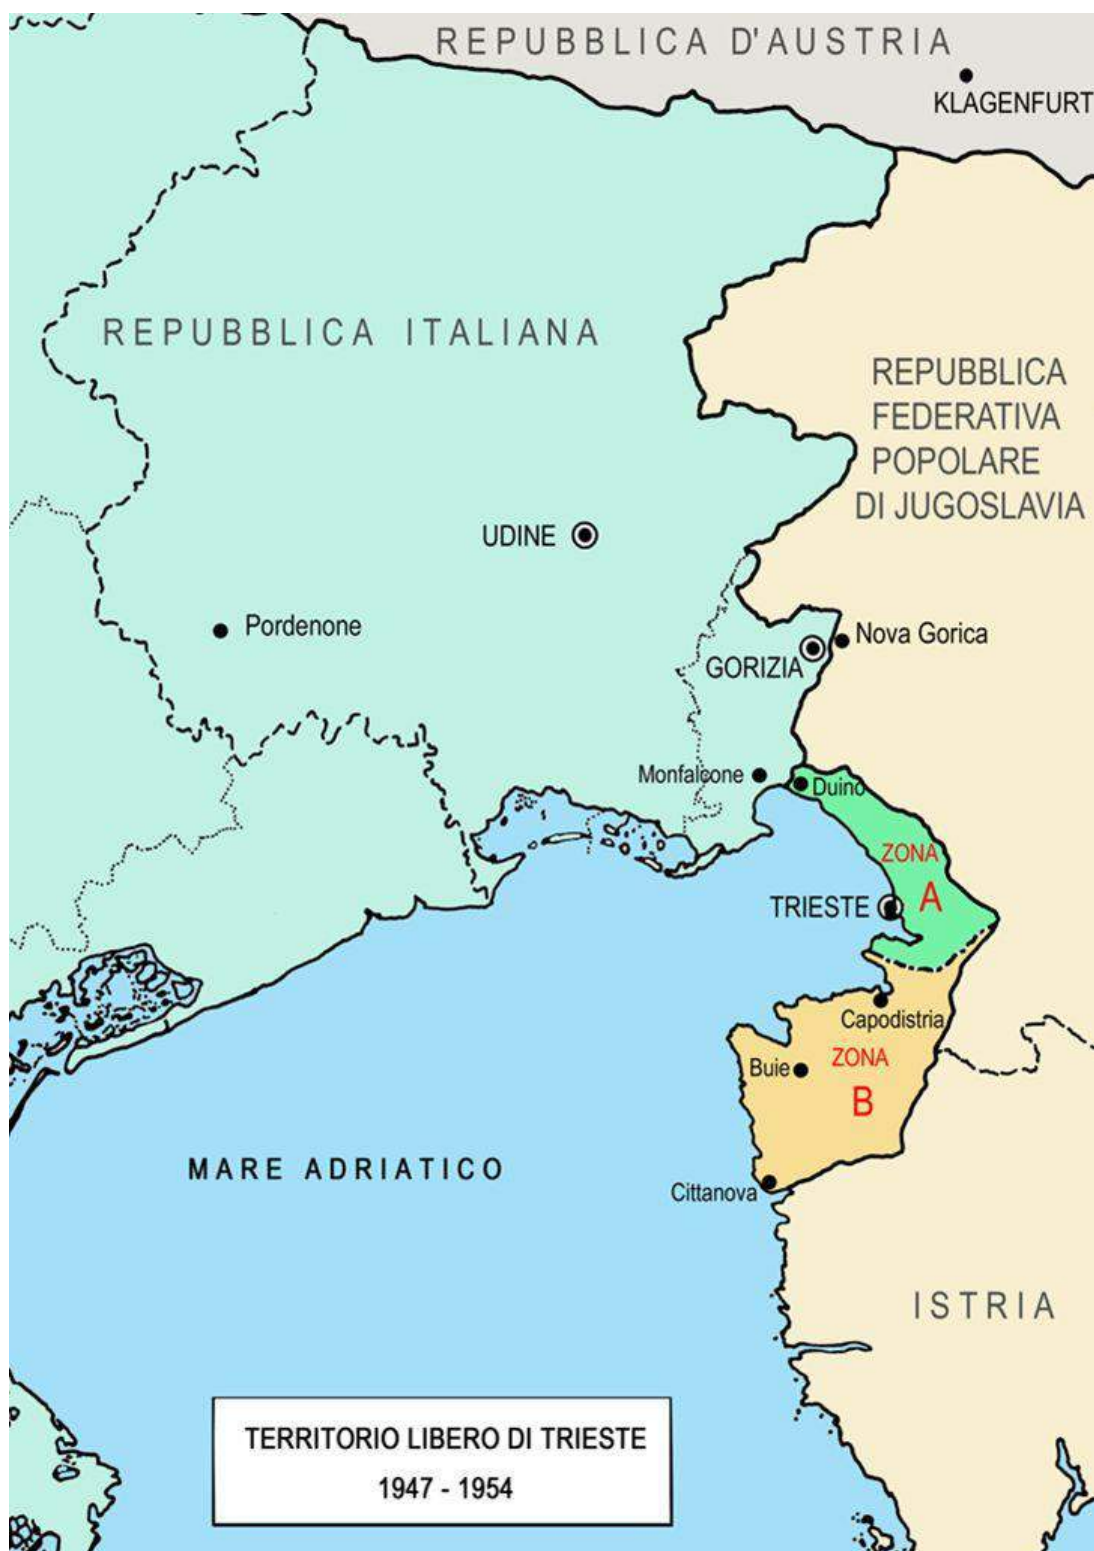 REPUBBLICA D'AUSTRIA
KLAGENFURT
REPUBBLICA ITALIANA
REPUBBLICA
FEDERATIVA
POPOLARE
DI JUGOSLAVIA
UDINE
Pordenone
Nova Gorica
GORIZIA
Monfalcone
Duino
ZONA
A
TRIESTE
Capodistria
ZONA
Buie
B
MARE ADRIATICO
Cittanova
ISTRIA
TERRITORIO LIBERO DI TRIESTE
1947 - 1954